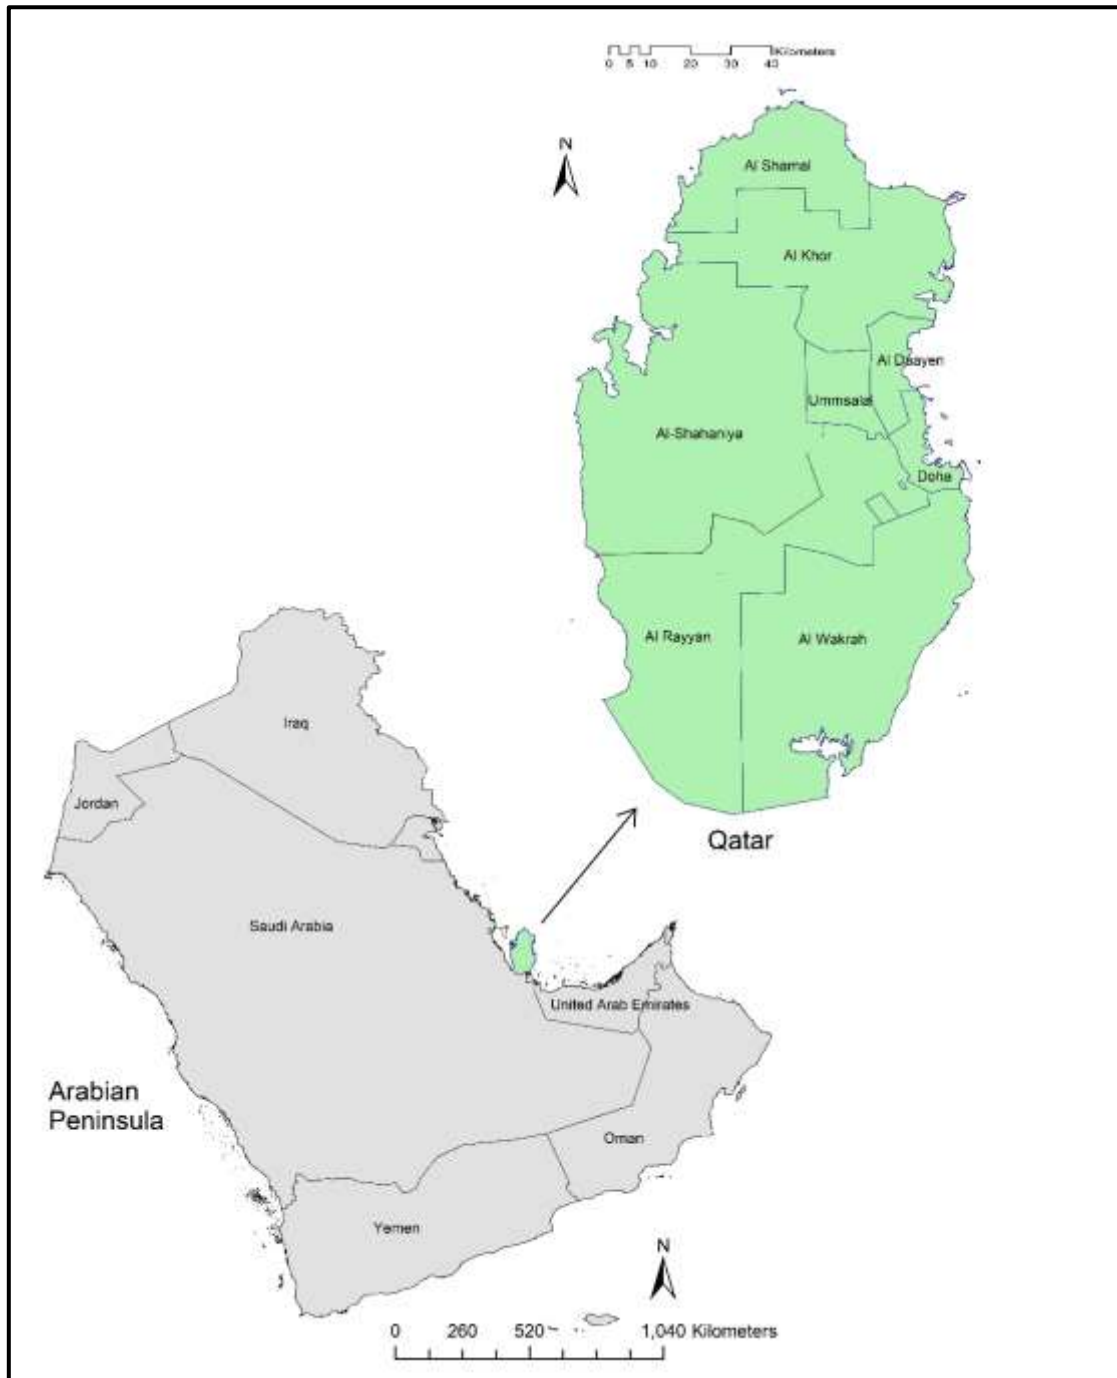 Kilometers
0 5 10 20 30 40
N
Al Shamal
Al Khor
Al Daayen
Ummsalal
Al-Shahaniya
Doha
Al Rayyan
Al Wakrah
Qatar
Iraq
Jordan
Saudi Arabia
United Arab Emirates
Arabian
Peninsula
Oman
Yemen
N
0 260 520 1,040 Kilometers